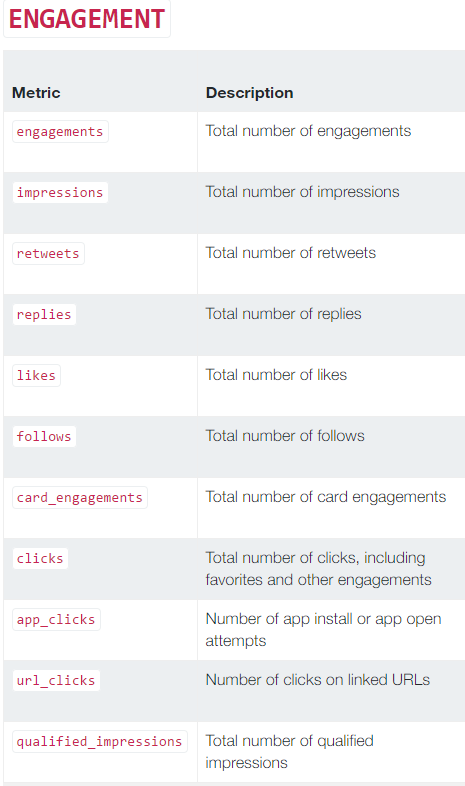 ENGAGEMENT
Metric Description
engagements Total number of engagements
impressions Total number of impressions
retweets Total number of retweets
replies Total number of replies
likes Total number of likes
follows Total number of follows
card_engagements Total number of card engagements
clicks Total number of clicks, including
favorites and other engagements
app_clicks Number of app install or app open
attempts
url_clicks Number of clicks on linked URLs
qualified_impressions Total number of qualified
impressions